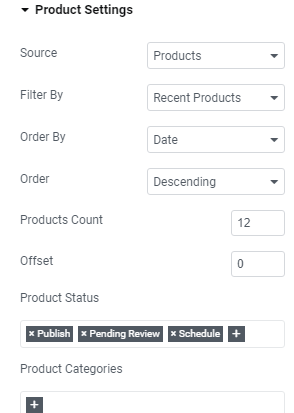 Product Settings
Source Products
Filter By Recent Products
Order By Date
Order Descending
Products Count 12
Offset 0
Product Status
× Publish × Pending Review × Schedule +
Product Categories
+